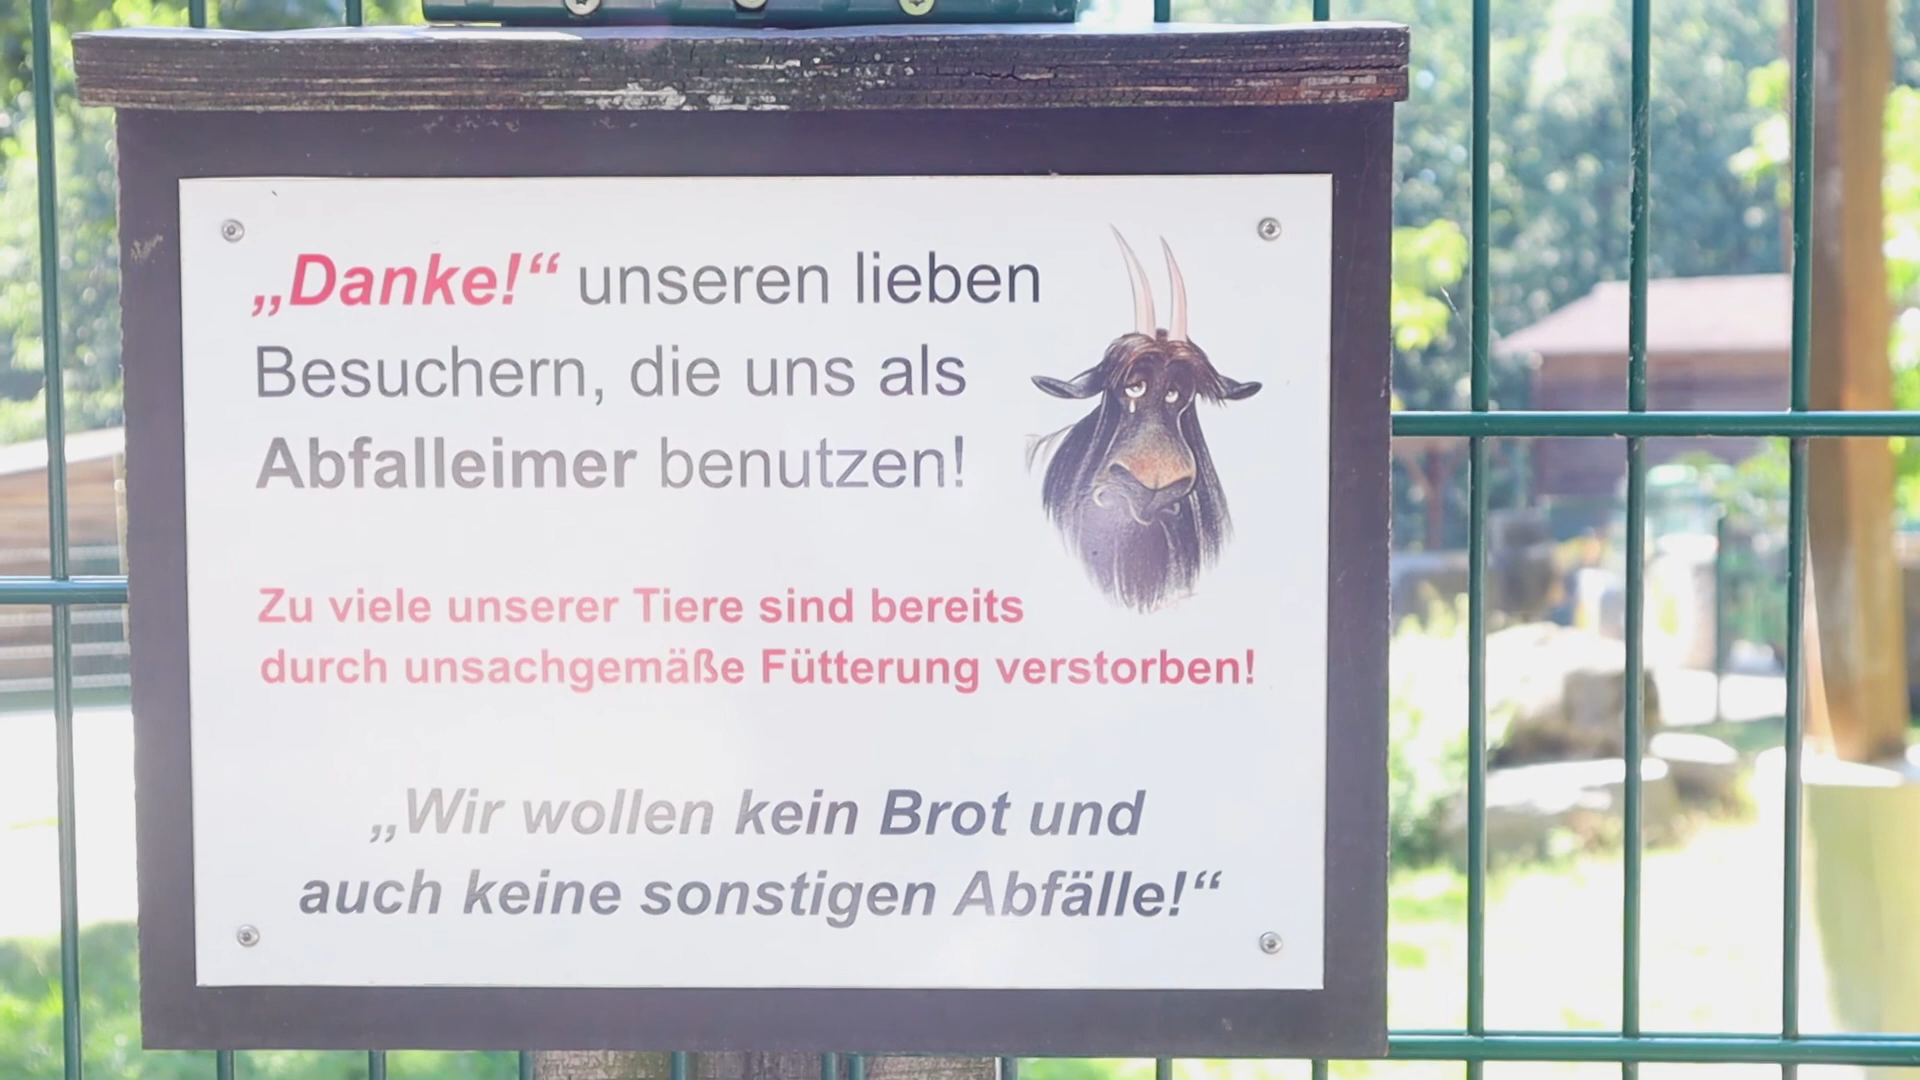 „Danke!“ unseren lieben
Besuchern, die uns als
Abfalleimer benutzen!
Zu viele unserer Tiere sind bereits
durch unsachgemäße Fütterung verstorben!
„Wir wollen kein Brot und
auch keine sonstigen Abfälle!“